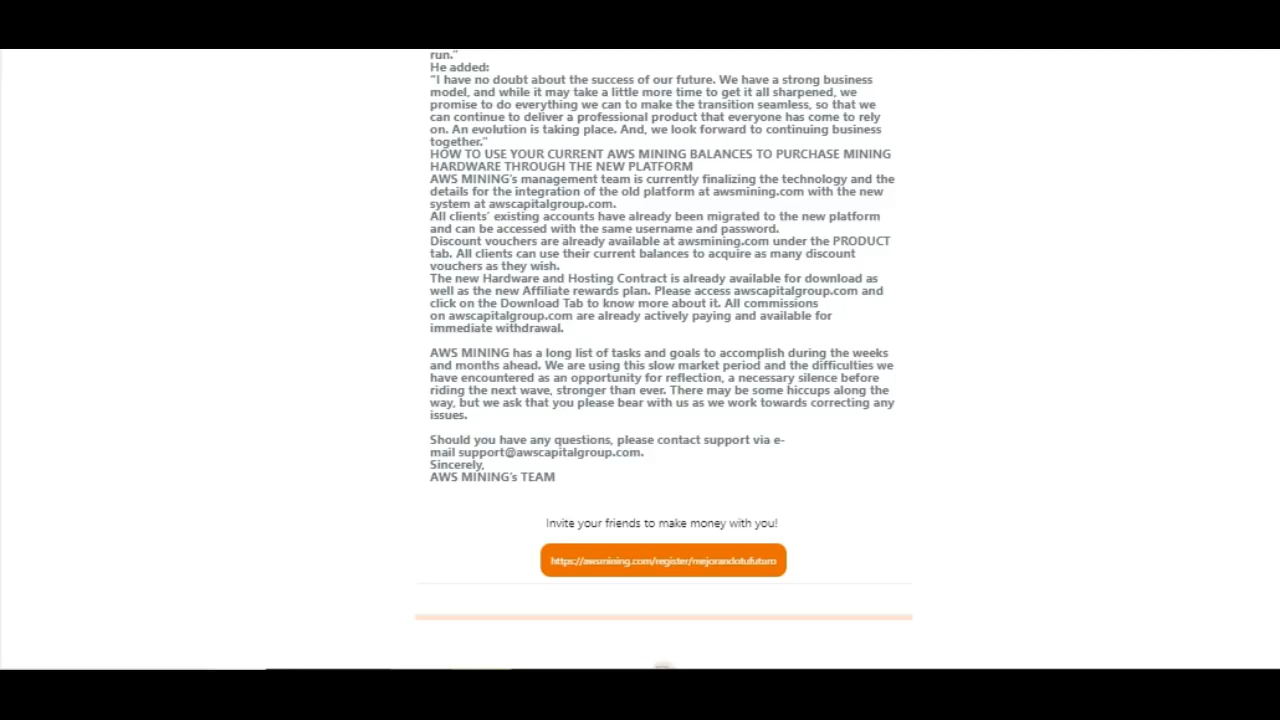 run."
He added:
"I have no doubt about the success of our future. We have a strong business
model, and while it may take a little more time to get it all sharpened, we
promise to do everything we can to make the transition seamless, so that we
can continue to deliver a professional product that everyone has come to rely
on. An evolution is taking place. And, we look forward to continuing business
together."
HOW TO USE YOUR CURRENT AWS MINING BALANCES TO PURCHASE MINING
HARDWARE THROUGH THE NEW PLATFORM
AWS MINING's management team is currently finalizing the technology and the
details for the integration of the old platform at awsmining.com with the new
system at awscapitalgroup.com.
All clients' existing accounts have already been migrated to the new platform
and can be accessed with the same username and password.
Discount vouchers are already available at awsmining.com under the PRODUCT
tab. All clients can use their current balances to acquire as many discount
vouchers as they wish.
The new Hardware and Hosting Contract is already available for download as
well as the new Affiliate rewards plan. Please access awscapitalgroup.com and
click on the Download Tab to know more about it. All commissions
on awscapitalgroup.com are already actively paying and available for
immediate withdrawal.
AWS MINING has a long list of tasks and goals to accomplish during the weeks
and months ahead. We are using this slow market period and the difficulties we
have encountered as an opportunity for reflection, a necessary silence before
riding the next wave, stronger than ever. There may be some hiccups along the
way, but we ask that you please bear with us as we work towards correcting any
issues.
Should you have any questions, please contact support via e-
mail support@awscapitalgroup.com.
Sincerely,
AWS MINING's TEAM
Invite your friends to make money with you!
https://awsmining.com/register/mejorandotufuturo